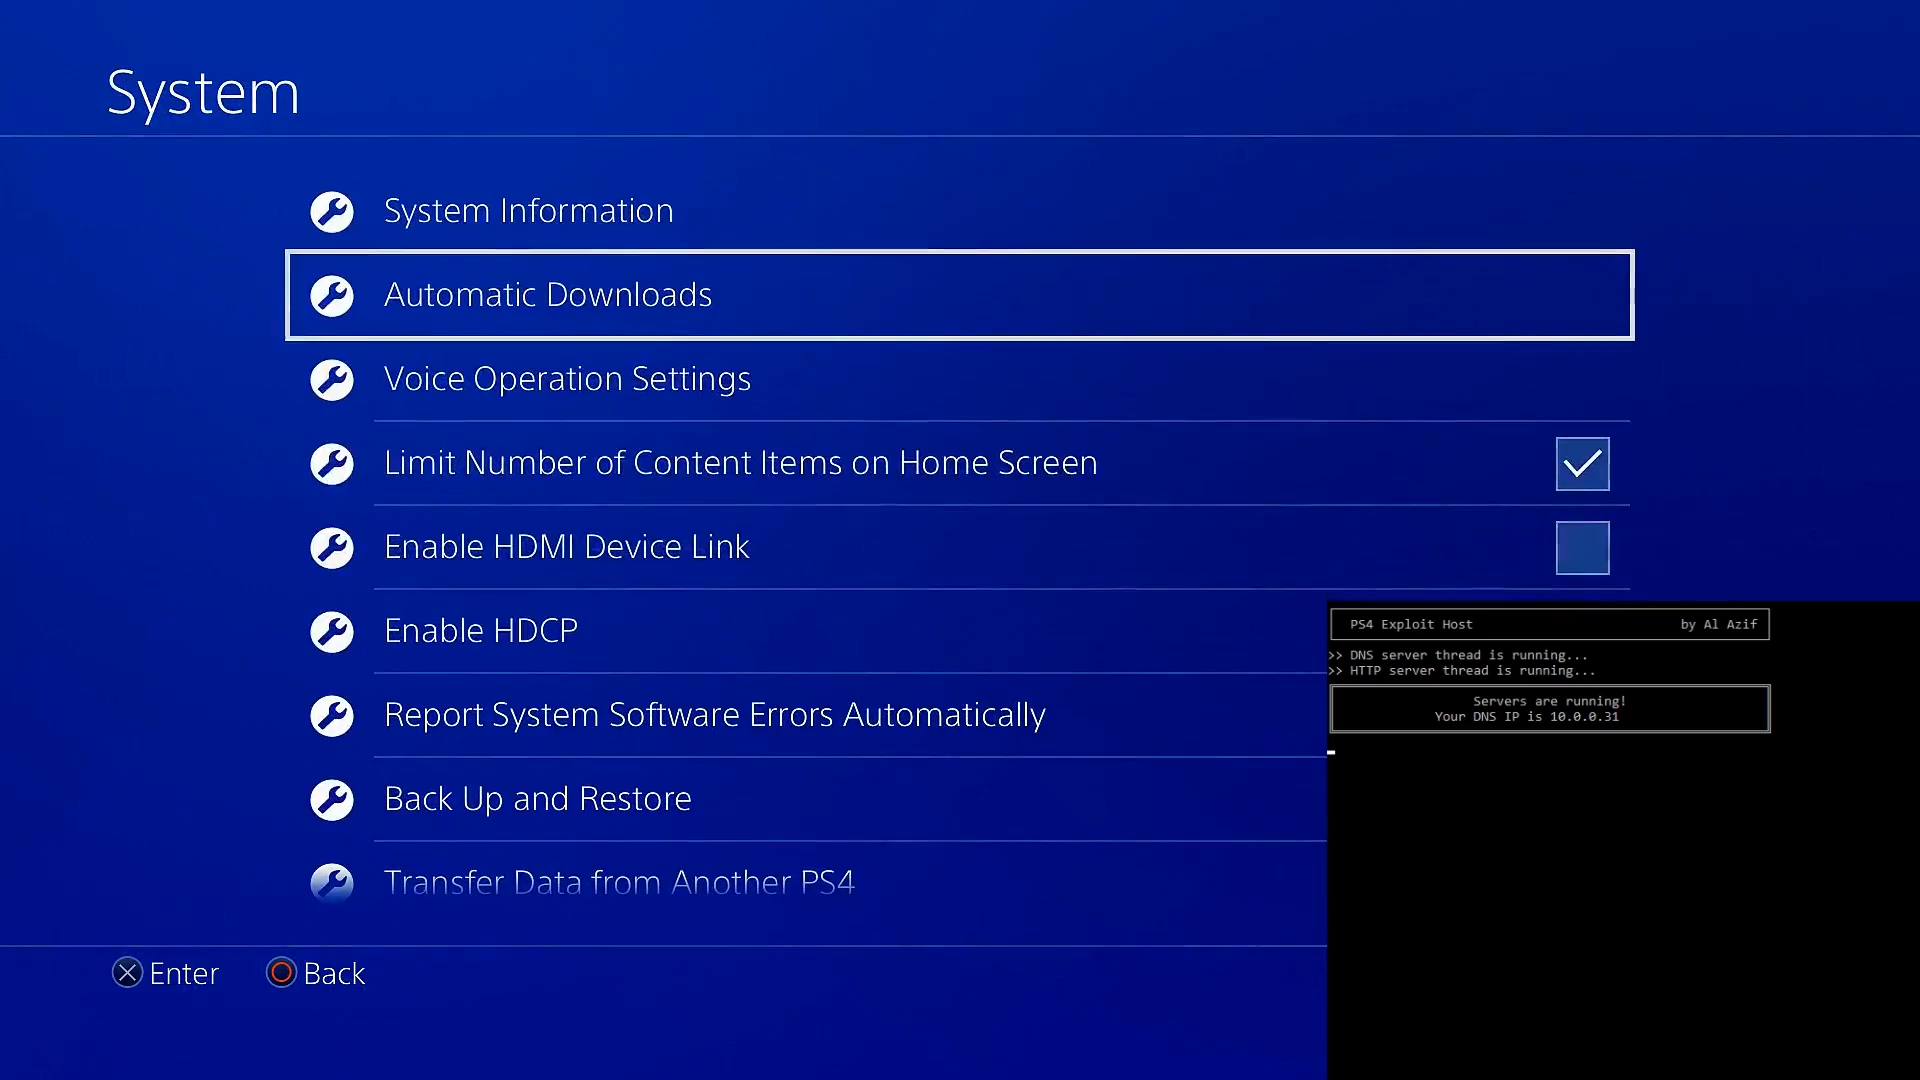 System
System Information
Automatic Downloads
Voice Operation Settings
Limit Number of Content Items on Home Screen
Enable HDMI Device Link
Enable HDCP
Report System Software Errors Automatically
Back Up and Restore
Transfer Data from Another PS4
Enter Back
PS4 Exploit Host by Al Azif
>> DNS server thread is running...
>> HTTP server thread is running...
Servers are running!
Your DNS IP is 10.0.0.31